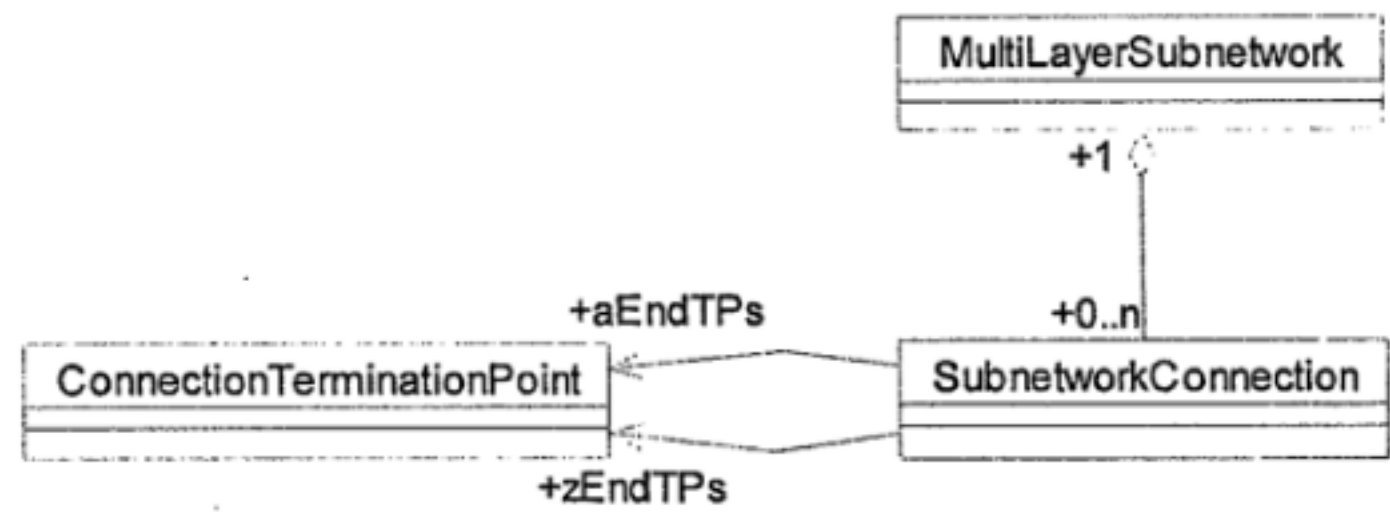 MultiLayerSubnetwork
+1
+0..n
+aEndTPs
ConnectionTerminationPoint
SubnetworkConnection
+zEndTPs